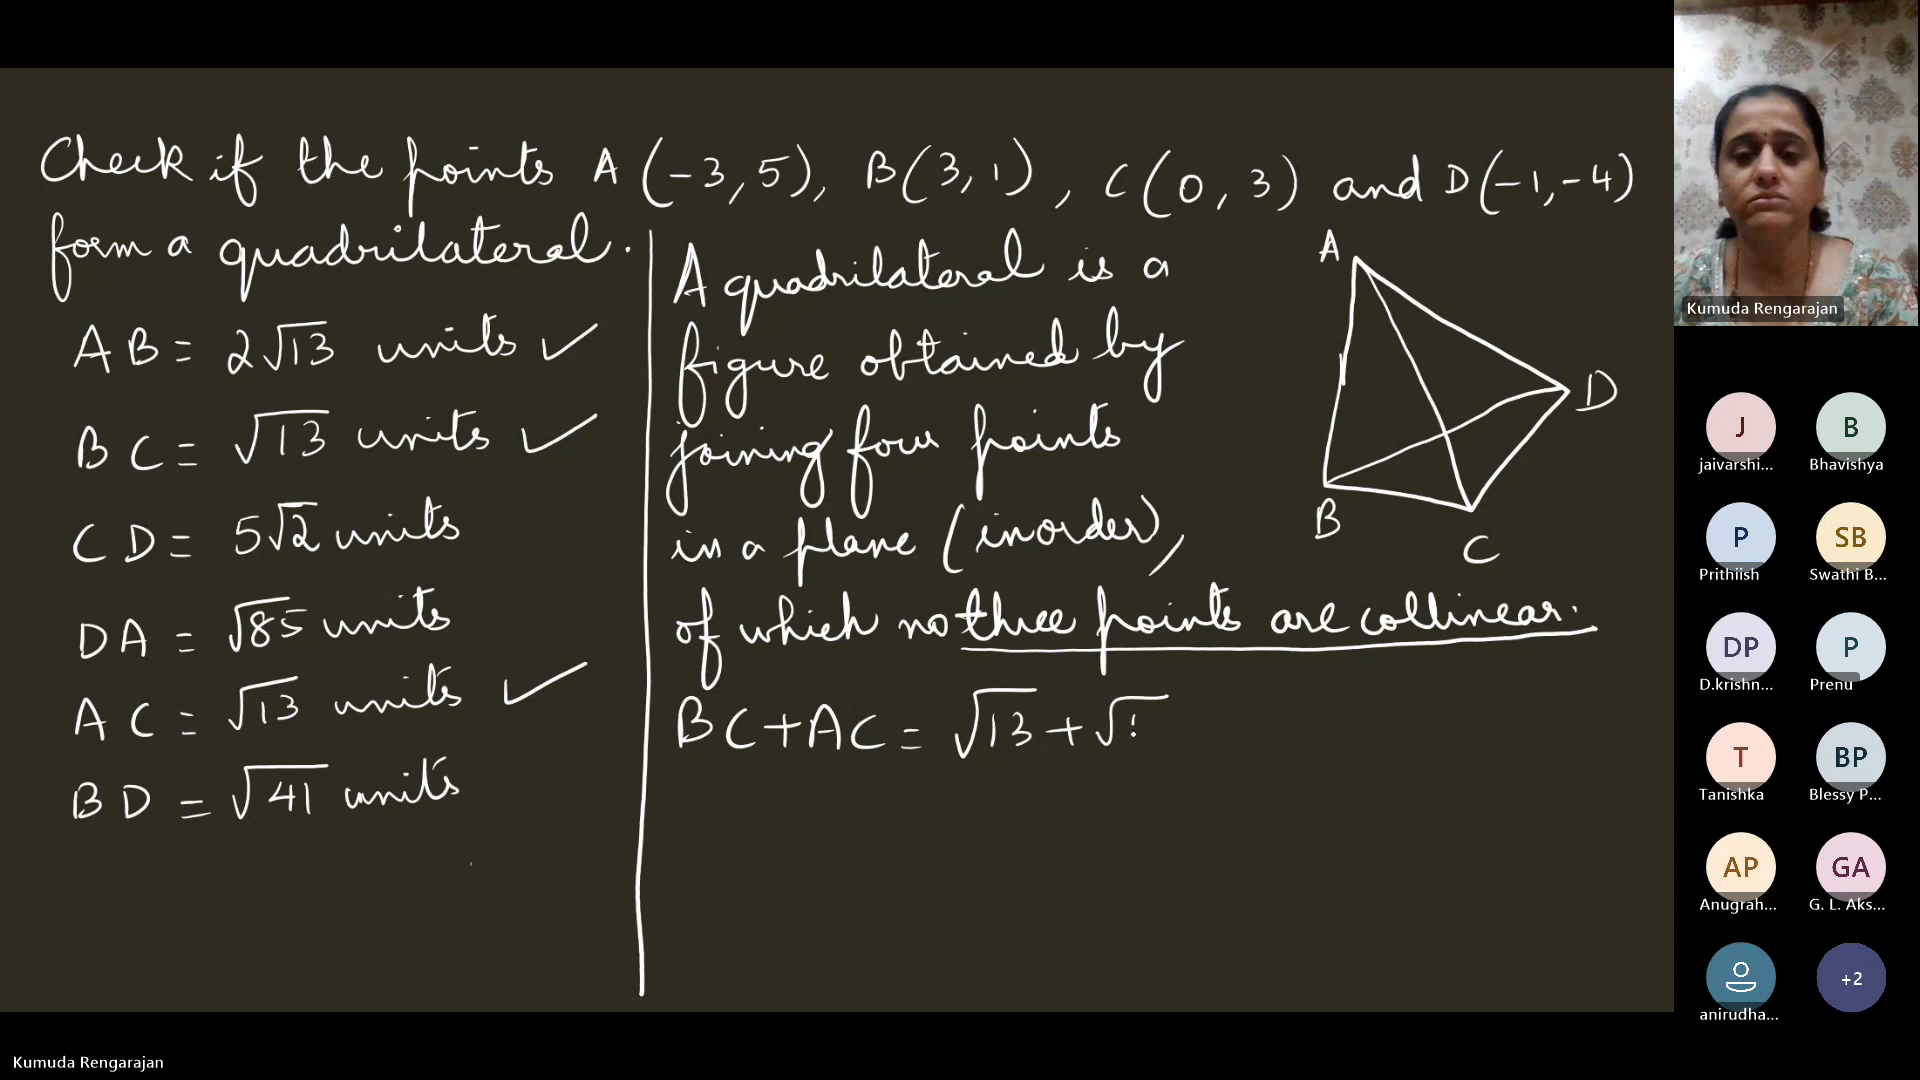 Check if the points A (-3, 5), B(3, 1), C(0, 3) and D(-1, -4)
form a quadrilateral.
AB = 2√13 units ✓
BC = √13 units ✓
CD = 5√2 units
DA = √85 units
AC = √13 units ✓
BD = √41 units
A quadrilateral is a
figure obtained by
joining four points
in a plane (in order),
of which no three points are collinear.
BC + AC = √13 + √
A
D
B
C
Kumuda Rengarajan
J
jaivarshi...
B
Bhavishya
P
Prithiish
SB
Swathi B...
DP
D.krishn...
P
Prenu
T
Tanishka
BP
Blessy P...
AP
Anugrah...
GA
G. L. Aks...
anirudha...
+2
Kumuda Rengarajan